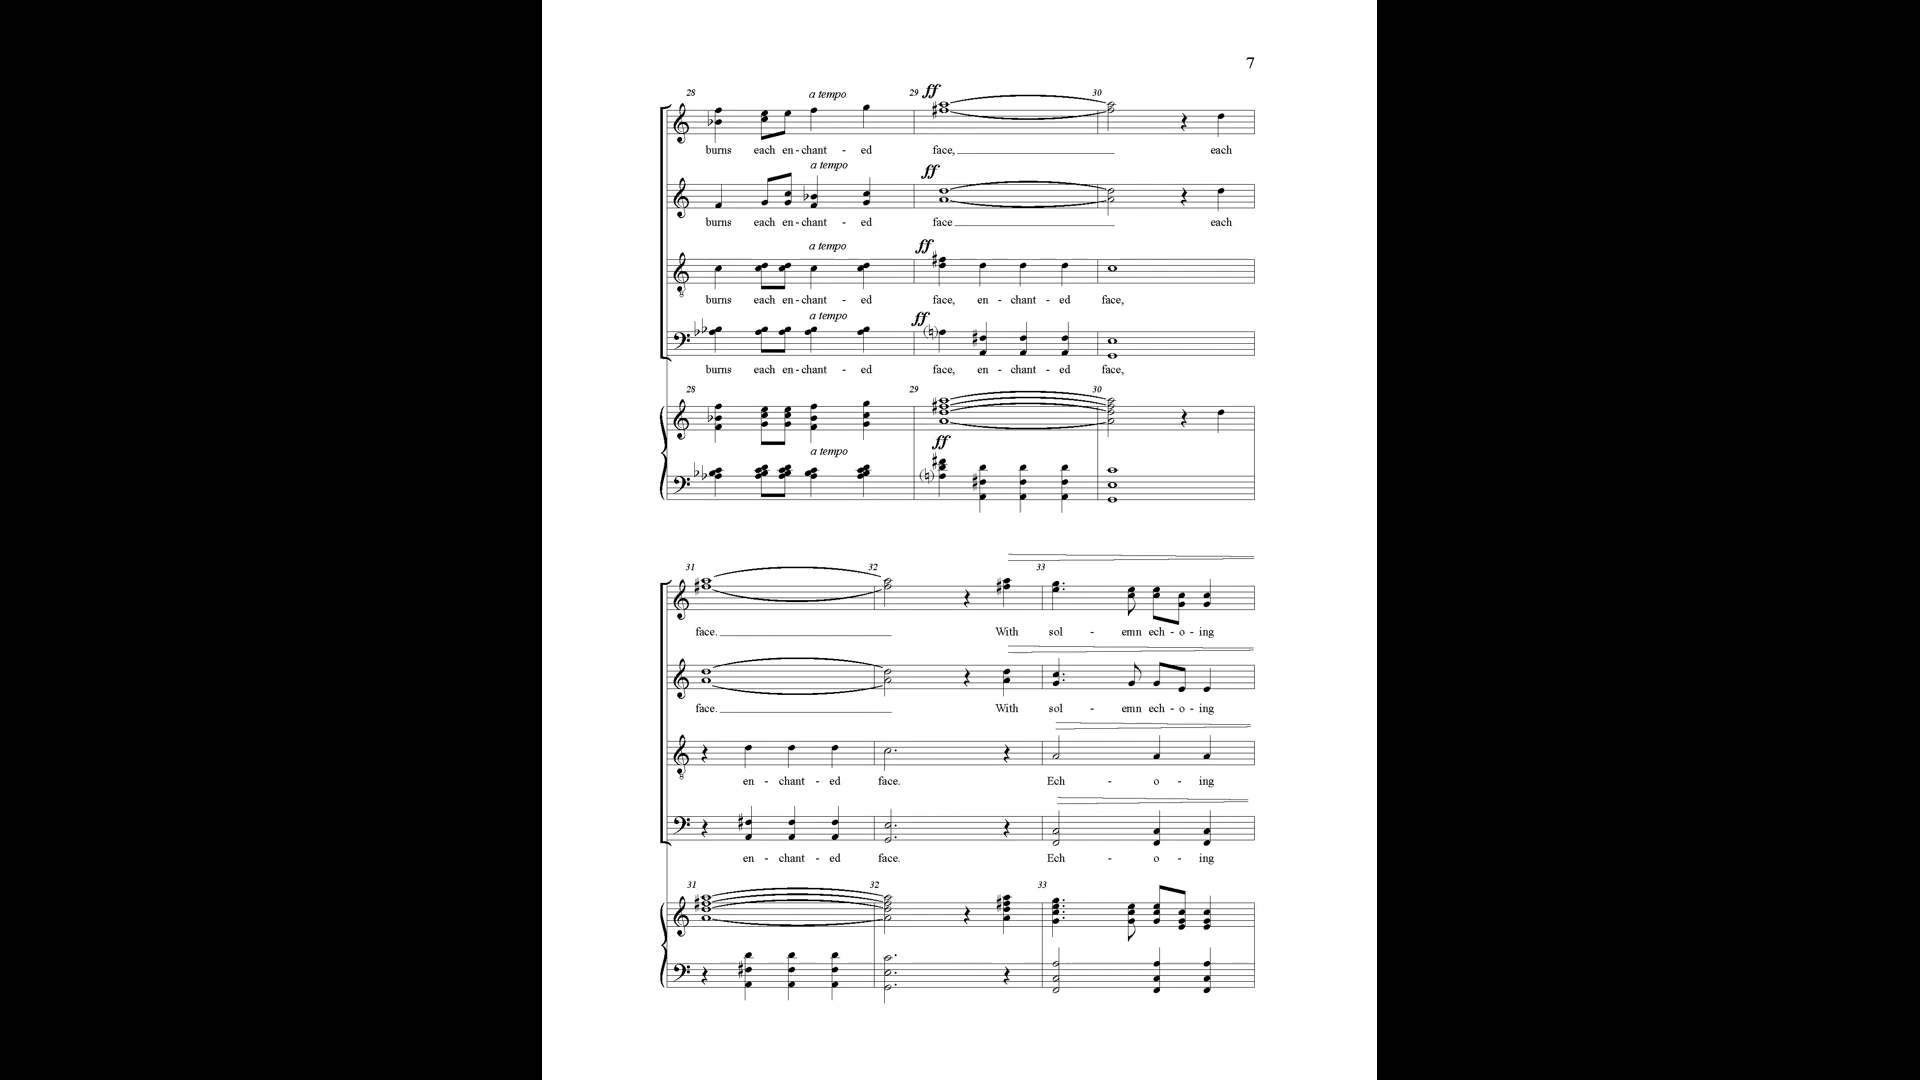 7
28 a tempo 29 ff 30
burns each en - chant - ed face, each
a tempo ff
burns each en - chant - ed face each
a tempo ff
burns each en - chant - ed face, en - chant - ed face,
a tempo ff
burns each en - chant - ed face, en - chant - ed face,
28 29 30
a tempo ff
31 32 33
face. With sol - emn ech - o - ing
face. With sol - emn ech - o - ing
en - chant - ed face. Ech - o - ing
en - chant - ed face. Ech - o - ing
31 32 33